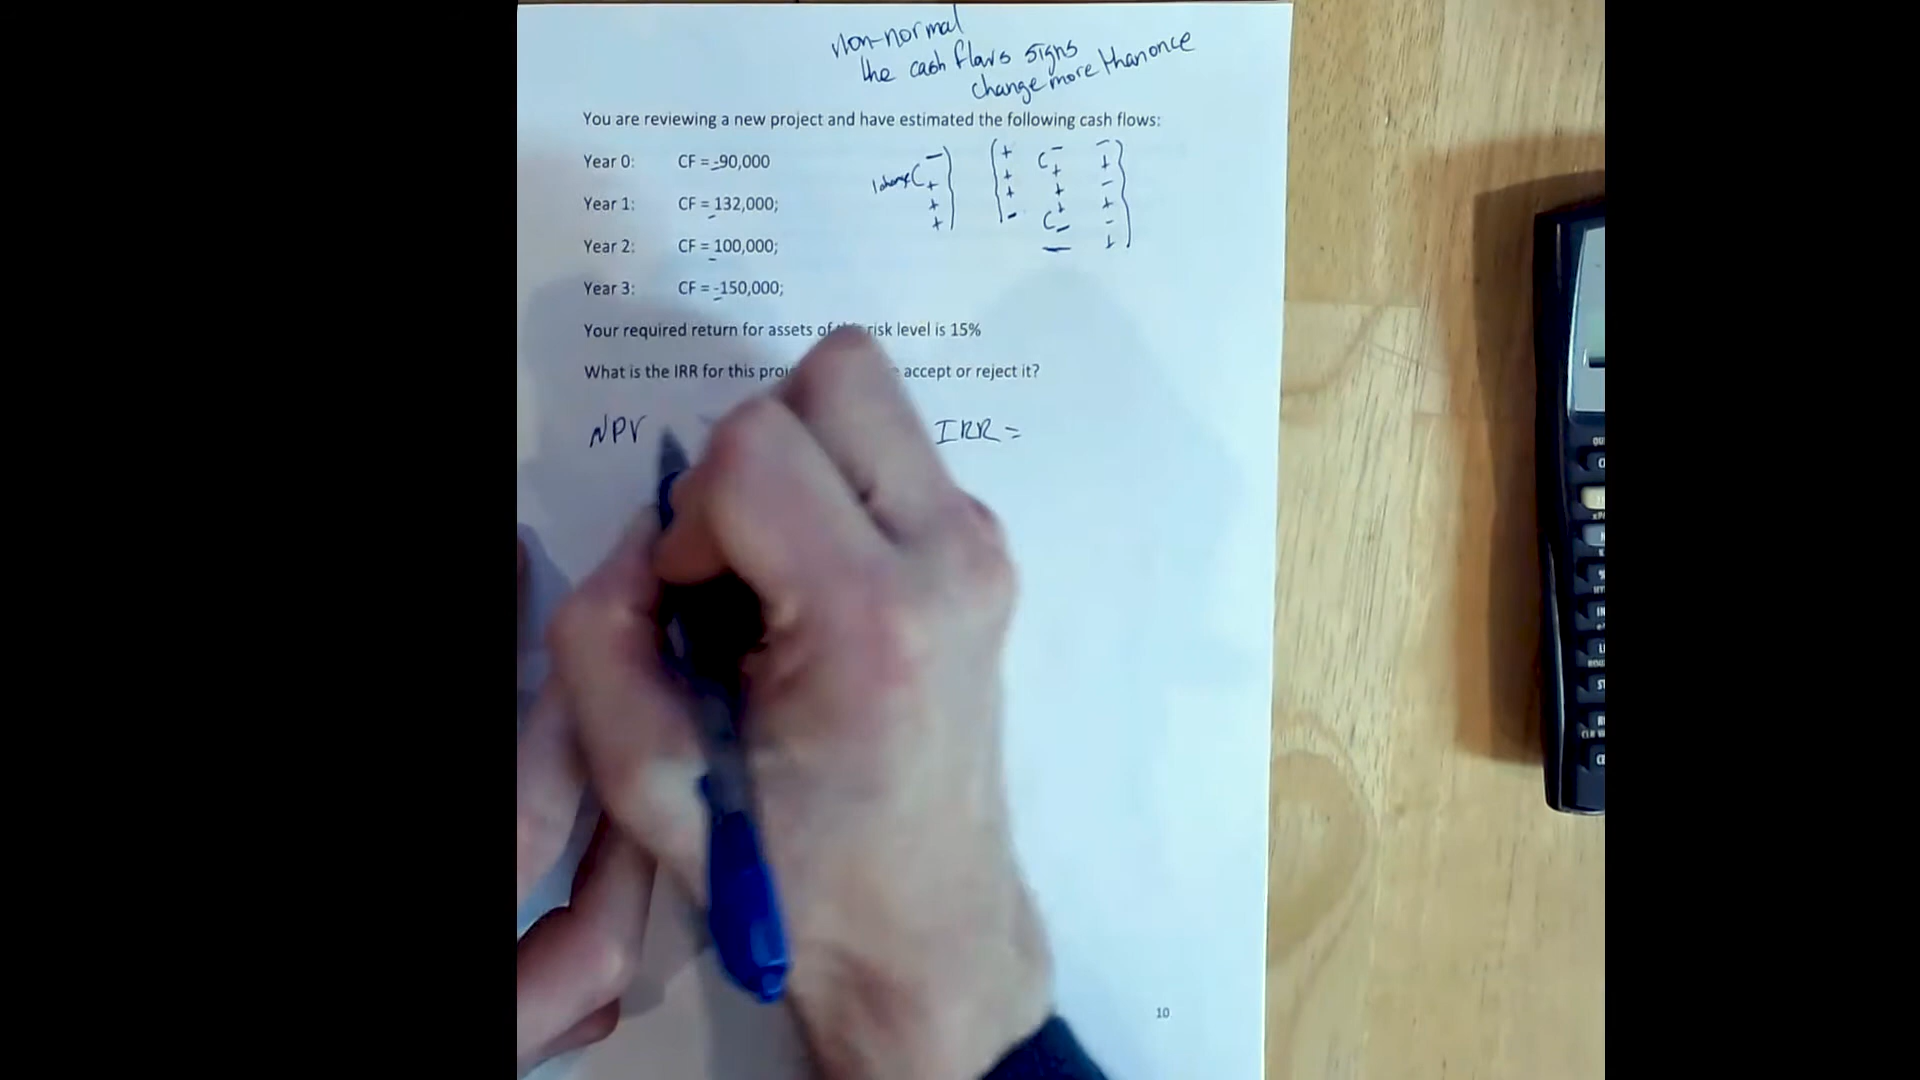 non-normal
the cash flows signs
change more than once
You are reviewing a new project and have estimated the following cash flows:
Year 0: CF = -90,000
Year 1: CF = 132,000;
Year 2: CF = 100,000;
Year 3: CF = -150,000;
1 change
Your required return for assets of risk level is 15%
What is the IRR for this accept or reject it?
NPV IRR =
10